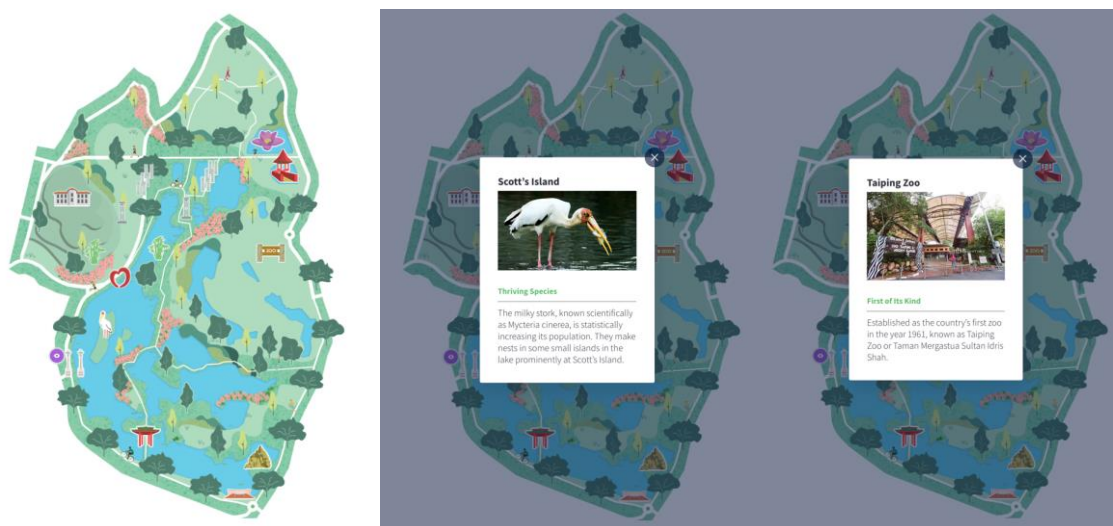 ZOO
Scott's Island
Thriving Species
The milky stork, known scientifically
as Mycteria cinerea, is statistically
increasing its population. They make
nests in some small islands in the
lake prominently at Scott's Island.
Taiping Zoo
First of Its Kind
Established as the country's first zoo
in the year 1961, known as Taiping
Zoo or Taman Mergastua Sultan Idris
Shah.